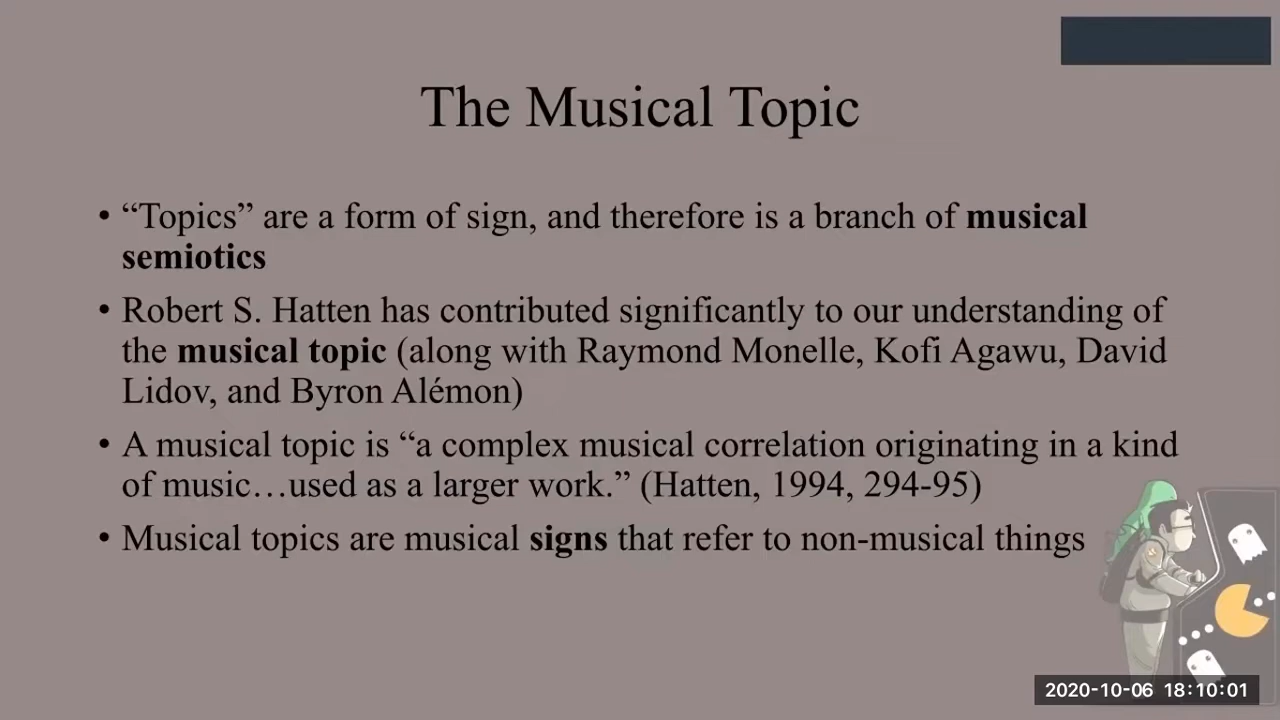 The Musical Topic
• “Topics” are a form of sign, and therefore is a branch of musical
semiotics
• Robert S. Hatten has contributed significantly to our understanding of
the musical topic (along with Raymond Monelle, Kofi Agawu, David
Lidov, and Byron Alémon)
• A musical topic is “a complex musical correlation originating in a kind
of music…used as a larger work.” (Hatten, 1994, 294-95)
• Musical topics are musical signs that refer to non-musical things
2020-10-06 18:10:01